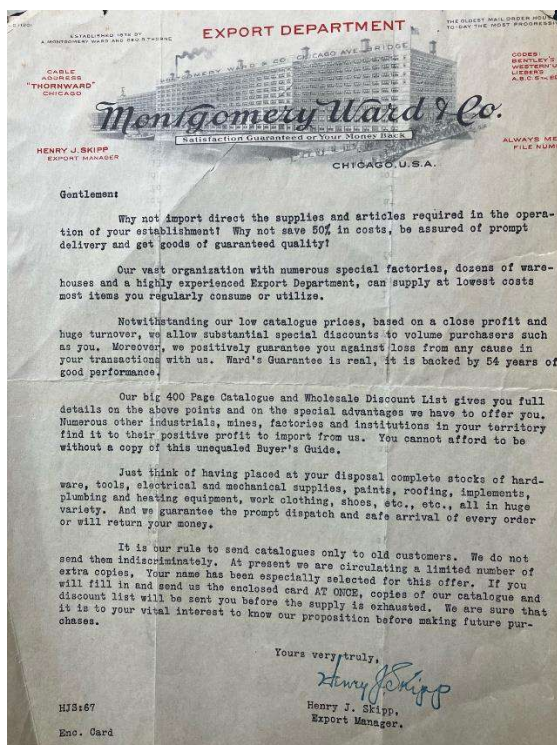 EXPORT DEPARTMENT
ESTABLISHED 1872 BY
A. MONTGOMERY WARD AND GEO. R. THORNE
THE OLDEST MAIL ORDER HOUSE
TO-DAY THE MOST PROGRESSI
CABLE
ADDRESS
"THORNWARD"
CHICAGO
CODES:
BENTLEY'S
WESTERN U
LIEBERS
A.B.C. 5TH ED
MONTGOMERY WARD & CO. CHICAGO AVE. BRIDGE
Montgomery Ward & Co.
Satisfaction Guaranteed or Your Money Back
HENRY J. SKIPP
EXPORT MANAGER
ALWAYS ME
FILE NUM
CHICAGO, U.S.A.
Gentlemen:
Why not import direct the supplies and articles required in the opera-
tion of your establishment? Why not save 50% in costs, be assured of prompt
delivery and get goods of guaranteed quality?
Our vast organization with numerous special factories, dozens of ware-
houses and a highly experienced Export Department, can supply at lowest costs
most items you regularly consume or utilize.
Notwithstanding our low catalogue prices, based on a close profit and
huge turnover, we allow substantial special discounts to volume purchasers such
as you. Moreover, we positively guarantee you against loss from any cause in
your transactions with us. Ward's Guarantee is real, it is backed by 54 years of
good performance.
Our big 400 Page Catalogue and Wholesale Discount List gives you full
details on the above points and on the special advantages we have to offer you.
Numerous other industrials, mines, factories and institutions in your territory
find it to their positive profit to import from us. You cannot afford to be
without a copy of this unequaled Buyer's Guide.
Just think of having placed at your disposal complete stocks of hard-
ware, tools, electrical and mechanical supplies, paints, roofing, implements,
plumbing and heating equipment, work clothing, shoes, etc., etc., all in huge
variety. And we guarantee the prompt dispatch and safe arrival of every order
or will return your money.
It is our rule to send catalogues only to old customers. We do not
send them indiscriminately. At present we are circulating a limited number of
extra copies. Your name has been especially selected for this offer. If you
will fill in and send us the enclosed card AT ONCE, copies of our catalogue and
discount list will be sent you before the supply is exhausted. We are sure that
it is to your vital interest to know our proposition before making future pur-
chases.
Yours very truly,
Henry J. Skipp
Henry J. Skipp,
Export Manager.
HJS:67
Enc. Card